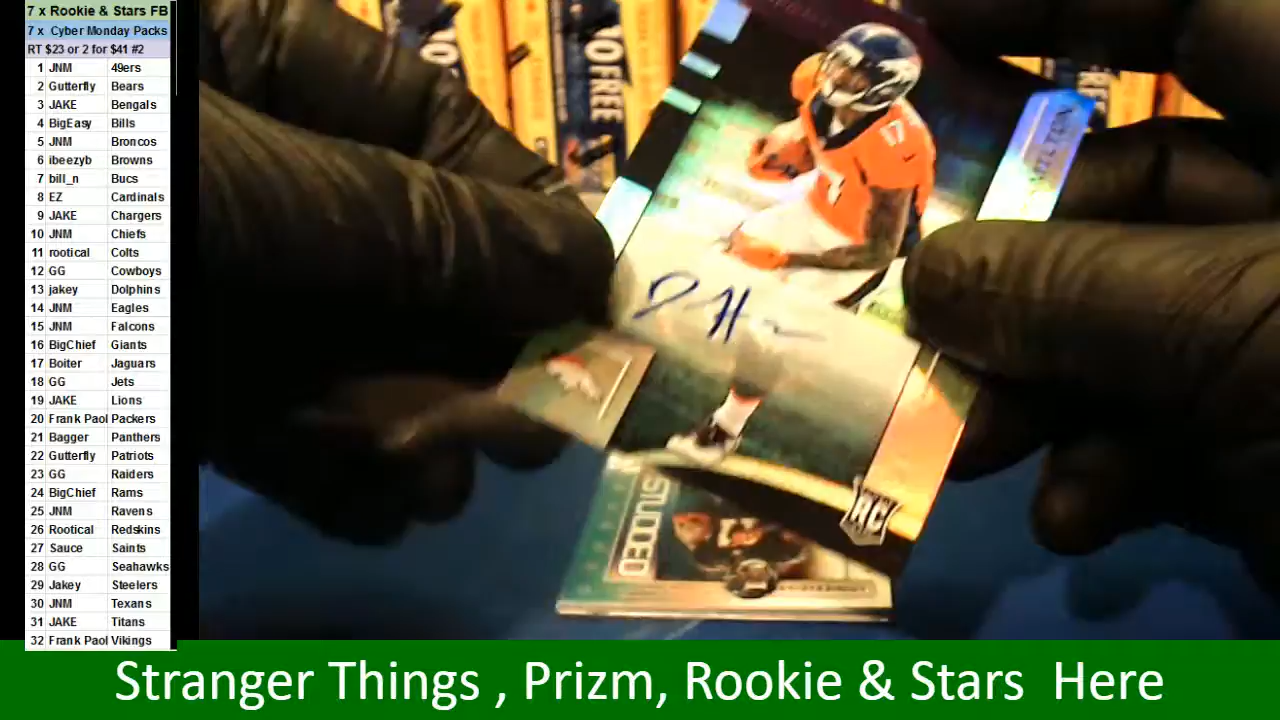 7 x Rookie & Stars FB
7 x Cyber Monday Packs
RT $23 or 2 for $41 #2
1 JNM 49ers
2 Gutterfly Bears
3 JAKE Bengals
4 BigEasy Bills
5 JNM Broncos
6 ibeezyb Browns
7 bill_n Bucs
8 EZ Cardinals
9 JAKE Chargers
10 JNM Chiefs
11 rootical Colts
12 GG Cowboys
13 jakey Dolphins
14 JNM Eagles
15 JNM Falcons
16 BigChief Giants
17 Boiter Jaguars
18 GG Jets
19 JAKE Lions
20 Frank Paol Packers
21 Bagger Panthers
22 Gutterfly Patriots
23 GG Raiders
24 BigChief Rams
25 JNM Ravens
26 Rootical Redskins
27 Sauce Saints
28 GG Seahawks
29 Jakey Steelers
30 JNM Texans
31 JAKE Titans
32 Frank Paol Vikings
NO FREE
17
RC
STUDDED
Stranger Things , Prizm, Rookie & Stars Here